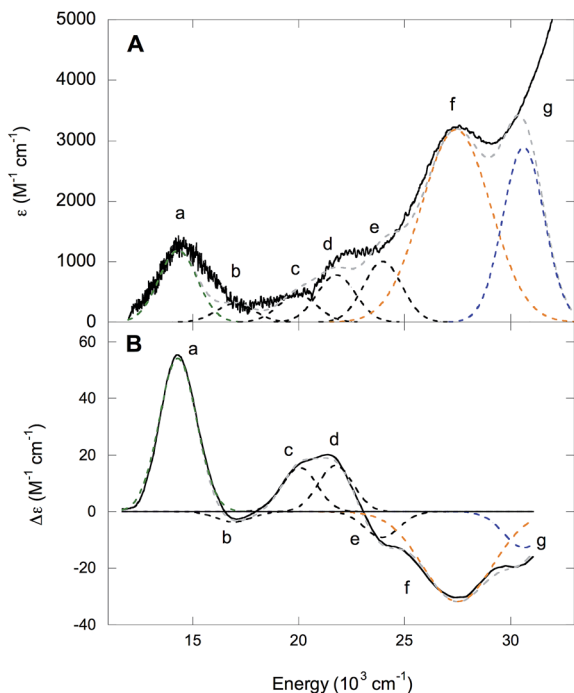 A
5000
4000
3000
2000
1000
0
ε (M⁻¹ cm⁻¹)
a
b
c
d
e
f
g
B
60
40
20
0
-20
-40
Δε (M⁻¹ cm⁻¹)
a
b
c
d
e
f
g
15 20 25 30
Energy (10³ cm⁻¹)